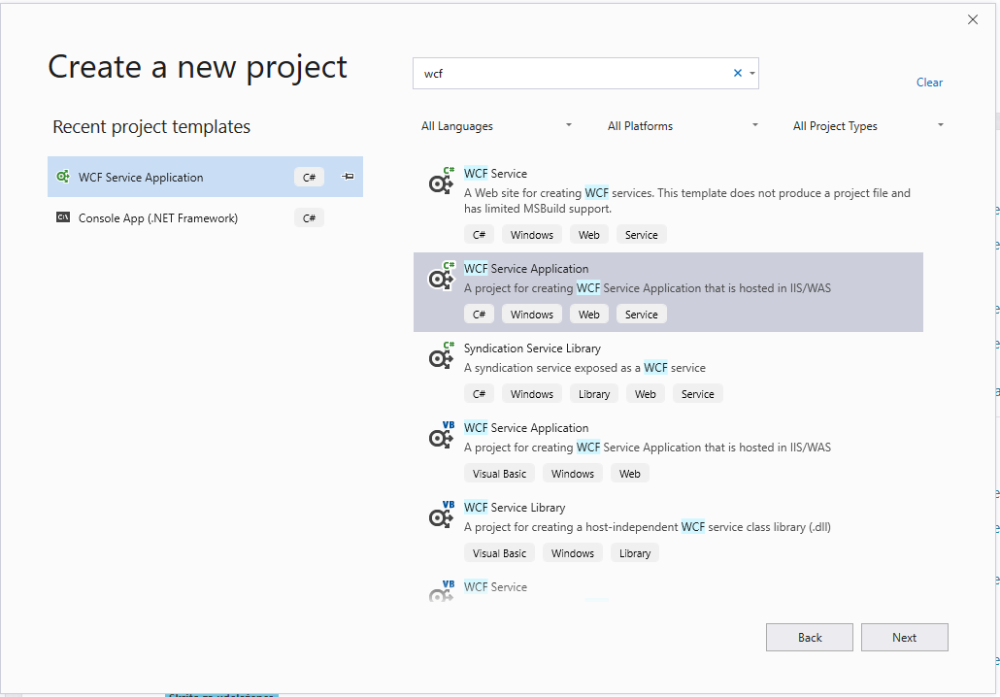 Create a new project
wcf
Clear
Recent project templates
All Languages
All Platforms
All Project Types
WCF Service Application
C#
Console App (.NET Framework)
C#
C#
WCF Service
A Web site for creating WCF services. This template does not produce a project file and
has limited MSBuild support.
C# Windows Web Service
C#
WCF Service Application
A project for creating WCF Service Application that is hosted in IIS/WAS
C# Windows Web Service
C#
Syndication Service Library
A syndication service exposed as a WCF service
C# Windows Library Web Service
VB
WCF Service Application
A project for creating WCF Service Application that is hosted in IIS/WAS
Visual Basic Windows Web
VB
WCF Service Library
A project for creating a host-independent WCF service class library (.dll)
Visual Basic Windows Library
VB
WCF Service
Back
Next